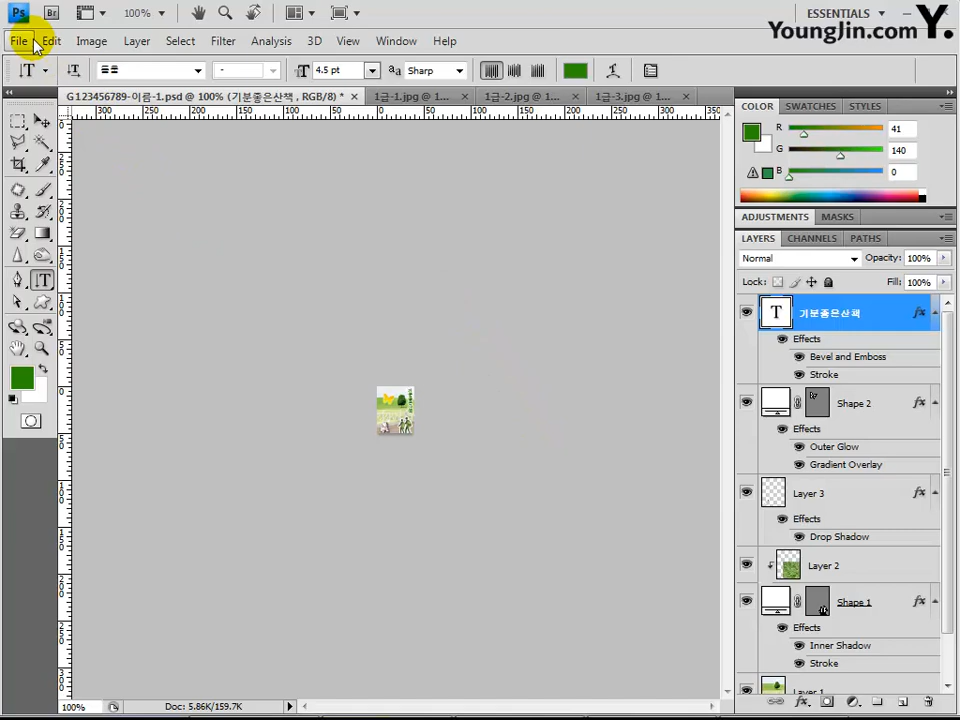 Ps Br 100% ESSENTIALS
YoungJin.com Y.
File Edit Image Layer Select Filter Analysis 3D View Window Help
T 돋움 - 4.5 pt aa Sharp
G123456789-이름-1.psd @ 100% (기분좋은산책 , RGB/8) * × 1급-1.jpg @ 1... × 1급-2.jpg @ 1... × 1급-3.jpg @ 1... ×
COLOR SWATCHES STYLES
R 41
G 140
B 0
ADJUSTMENTS MASKS
LAYERS CHANNELS PATHS
Normal Opacity: 100%
Lock: Fill: 100%
T 기분좋은산책 fx
Effects
Bevel and Emboss
Stroke
Shape 2 fx
Effects
Outer Glow
Gradient Overlay
Layer 3 fx
Effects
Drop Shadow
Layer 2
Shape 1 fx
Effects
Inner Shadow
Stroke
Layer 1
100% Doc: 5.86K/159.7K